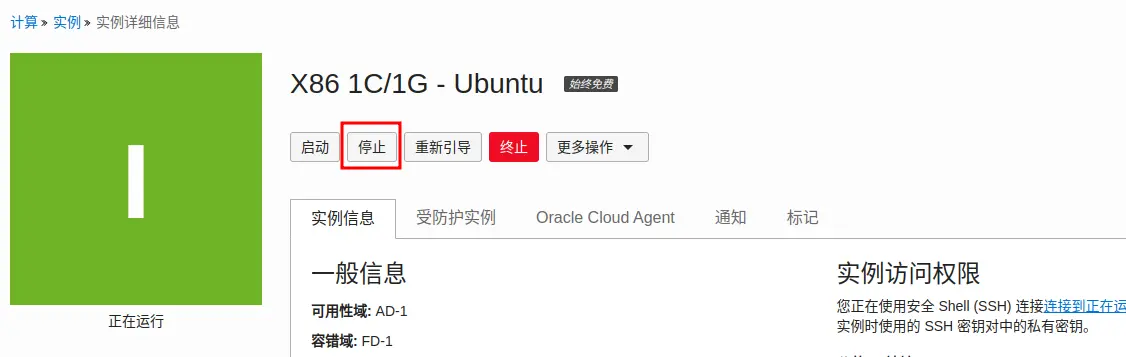 计算 » 实例 » 实例详细信息
I
X86 1C/1G - Ubuntu 始终免费
启动 停止 重新引导 终止 更多操作
实例信息 受防护实例 Oracle Cloud Agent 通知 标记
一般信息
可用性域: AD-1
容错域: FD-1
实例访问权限
您正在使用安全 Shell (SSH) 连接连接到正在运
实例时使用的 SSH 密钥对中的私有密钥。
正在运行